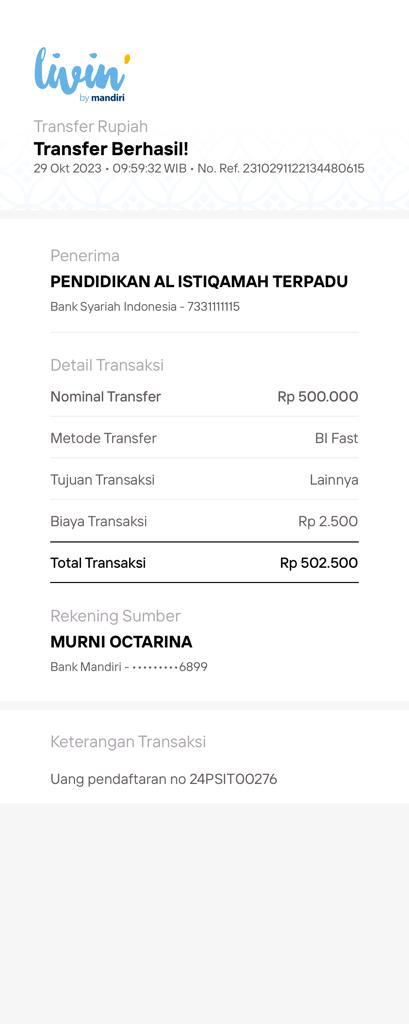 livin'
by mandiri
Transfer Rupiah
Transfer Berhasil!
29 Okt 2023 • 09:59:32 WIB • No. Ref. 2310291122134480615
Penerima
PENDIDIKAN AL ISTIQAMAH TERPADU
Bank Syariah Indonesia - 7331111115
Detail Transaksi
Nominal Transfer Rp 500.000
Metode Transfer BI Fast
Tujuan Transaksi Lainnya
Biaya Transaksi Rp 2.500
Total Transaksi Rp 502.500
Rekening Sumber
MURNI OCTARINA
Bank Mandiri - •••••••••6899
Keterangan Transaksi
Uang pendaftaran no 24PSIT00276